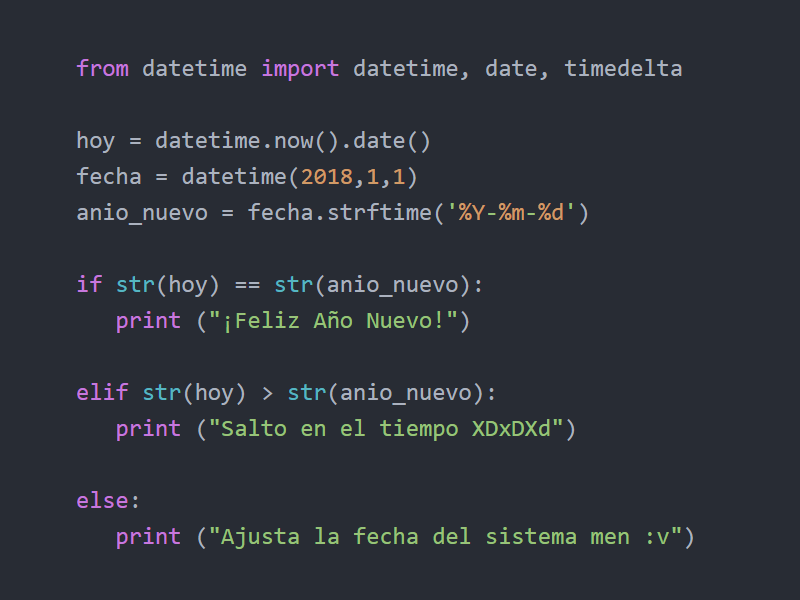 from datetime import datetime, date, timedelta
hoy = datetime.now().date()
fecha = datetime(2018,1,1)
anio_nuevo = fecha.strftime('%Y-%m-%d')
if str(hoy) == str(anio_nuevo):
print ("¡Feliz Año Nuevo!")
elif str(hoy) > str(anio_nuevo):
print ("Salto en el tiempo XDxDXd")
else:
print ("Ajusta la fecha del sistema men :v")